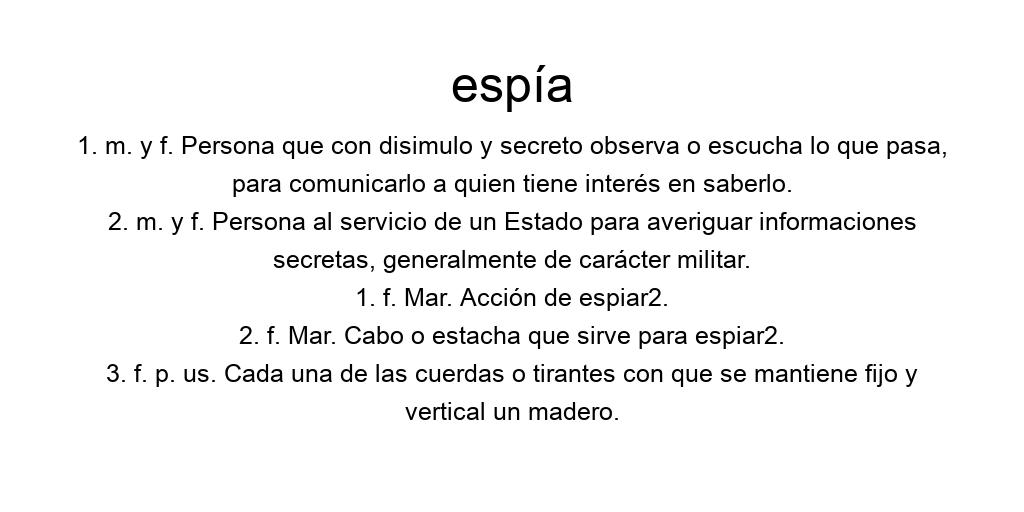 espía
1. m. y f. Persona que con disimulo y secreto observa o escucha lo que pasa,
para comunicarlo a quien tiene interés en saberlo.
2. m. y f. Persona al servicio de un Estado para averiguar informaciones
secretas, generalmente de carácter militar.
1. f. Mar. Acción de espiar2.
2. f. Mar. Cabo o estacha que sirve para espiar2.
3. f. p. us. Cada una de las cuerdas o tirantes con que se mantiene fijo y
vertical un madero.